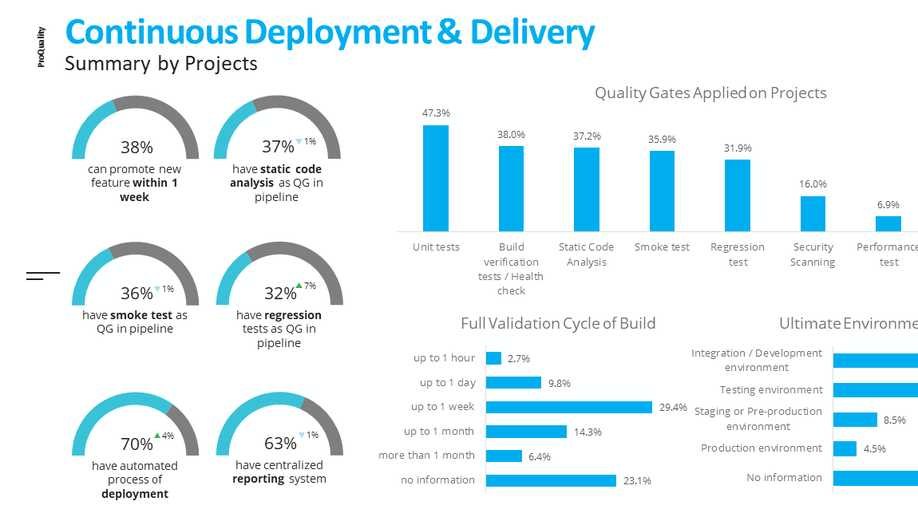 ProQuality
Continuous Deployment & Delivery
Summary by Projects
38%
can promote new
feature within 1
week
37% 1%
have static code
analysis as QG in
pipeline
36% 1%
have smoke test as
QG in pipeline
32% 7%
have regression
tests as QG in
pipeline
70% 4%
have automated
process of
deployment
63% 1%
have centralized
reporting system
Quality Gates Applied on Projects
47.3%
38.0%
37.2%
35.9%
31.9%
16.0%
6.9%
Unit tests
Build
verification
tests / Health
check
Static Code
Analysis
Smoke test
Regression
test
Security
Scanning
Performance
test
Full Validation Cycle of Build
up to 1 hour 2.7%
up to 1 day 9.8%
up to 1 week 29.4%
up to 1 month 14.3%
more than 1 month 6.4%
no information 23.1%
Ultimate Environme
Integration / Development
environment
Testing environment
Staging or Pre-production
environment
8.5%
Production environment 4.5%
No information